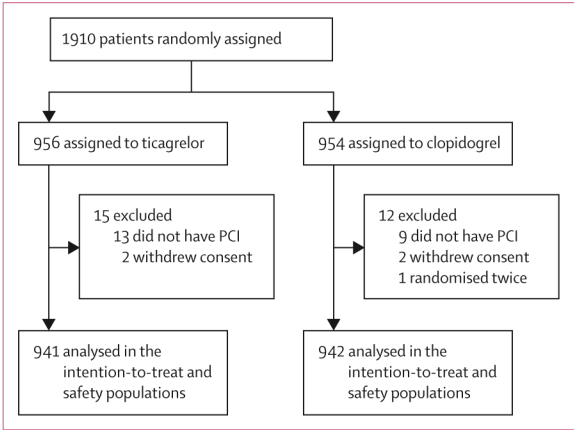 1910 patients randomly assigned
956 assigned to ticagrelor
954 assigned to clopidogrel
15 excluded
13 did not have PCI
2 withdrew consent
12 excluded
9 did not have PCI
2 withdrew consent
1 randomised twice
941 analysed in the
intention-to-treat and
safety populations
942 analysed in the
intention-to-treat and
safety populations